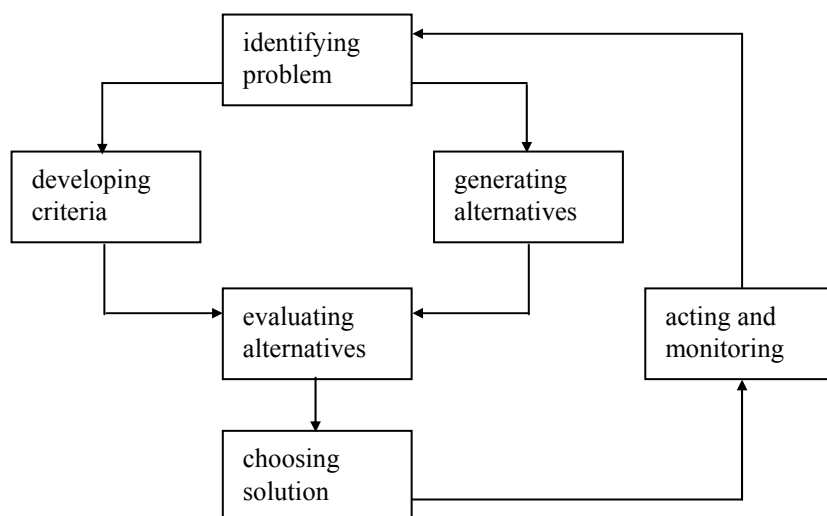 identifying
problem
developing
criteria
generating
alternatives
evaluating
alternatives
acting and
monitoring
choosing
solution